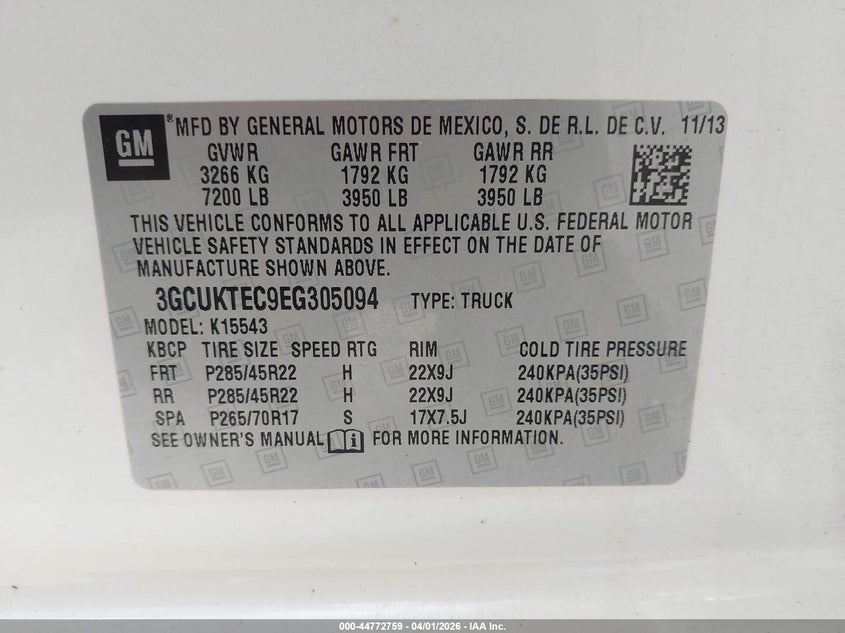 GM ® MFD BY GENERAL MOTORS DE MEXICO, S. DE R.L. DE C.V. 11/13
GVWR GAWR FRT GAWR RR
3266 KG 1792 KG 1792 KG
7200 LB 3950 LB 3950 LB
THIS VEHICLE CONFORMS TO ALL APPLICABLE U.S. FEDERAL MOTOR
VEHICLE SAFETY STANDARDS IN EFFECT ON THE DATE OF
MANUFACTURE SHOWN ABOVE.
3GCUKTEC9EG305094 TYPE: TRUCK
MODEL: K15543
KBCP TIRE SIZE SPEED RTG RIM COLD TIRE PRESSURE
FRT P285/45R22 H 22X9J 240KPA(35PSI)
RR P285/45R22 H 22X9J 240KPA(35PSI)
SPA P265/70R17 S 17X7.5J 240KPA(35PSI)
SEE OWNER'S MANUAL i FOR MORE INFORMATION.
000-44772759 - 04/01/2026 - IAA Inc.